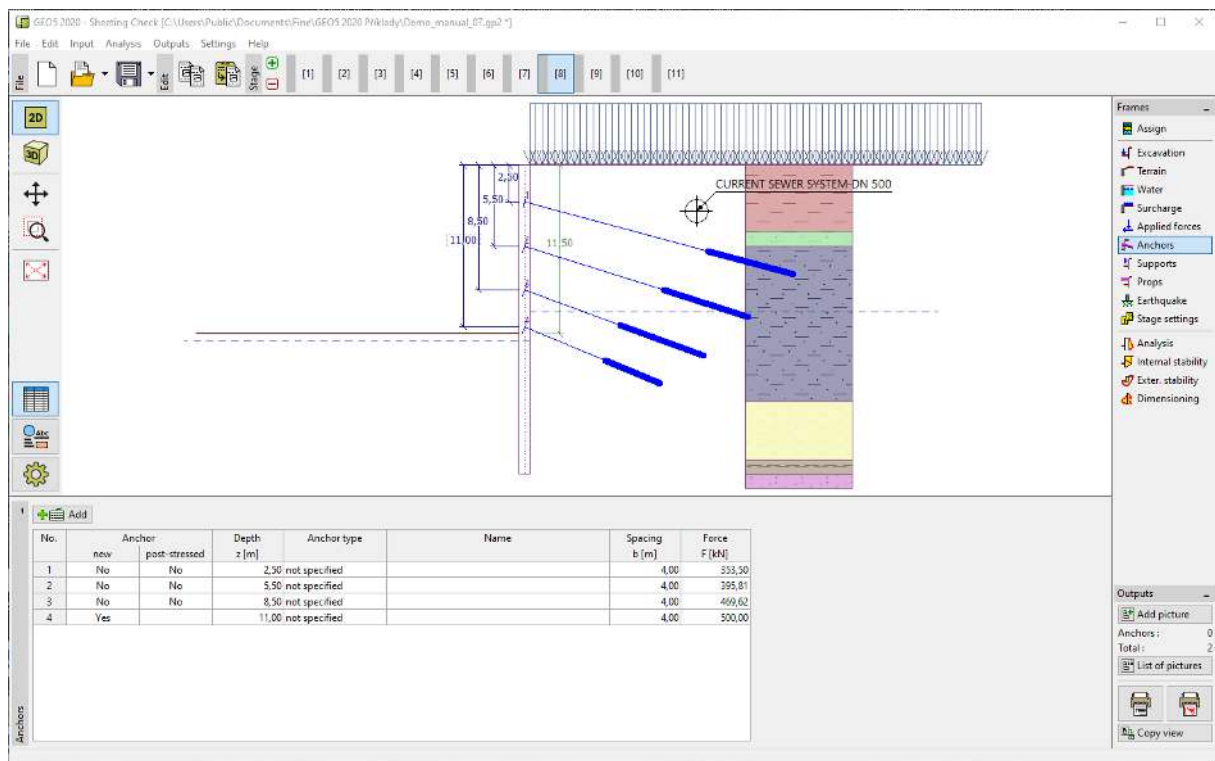 GEO5 2020 - Sheeting Check [C:\Users\Public\Documents\Fine\GEO5 2020 Příklady\Demo_manual_07.gp2 *]
File Edit Input Analysis Outputs Settings Help
File
Edit
Stage
[1] [2] [3] [4] [5] [6] [7] [8] [9] [10] [11]
2D
3D
Abc
2,50
5,50
8,50
11,00
11,50
CURRENT SEWER SYSTEM-DN 500
Frames
Assign
Excavation
Terrain
Water
Surcharge
Applied forces
Anchors
Supports
Props
Earthquake
Stage settings
Analysis
Internal stability
Exter. stability
Dimensioning
Add
No. Anchor Depth Anchor type Name Spacing Force
new post-stressed z [m] b [m] F [kN]
1 No No 2,50 not specified 4,00 353,50
2 No No 5,50 not specified 4,00 395,81
3 No No 8,50 not specified 4,00 469,62
4 Yes 11,00 not specified 4,00 500,00
Anchors
Outputs
Add picture
Anchors : 0
Total : 2
List of pictures
Copy view